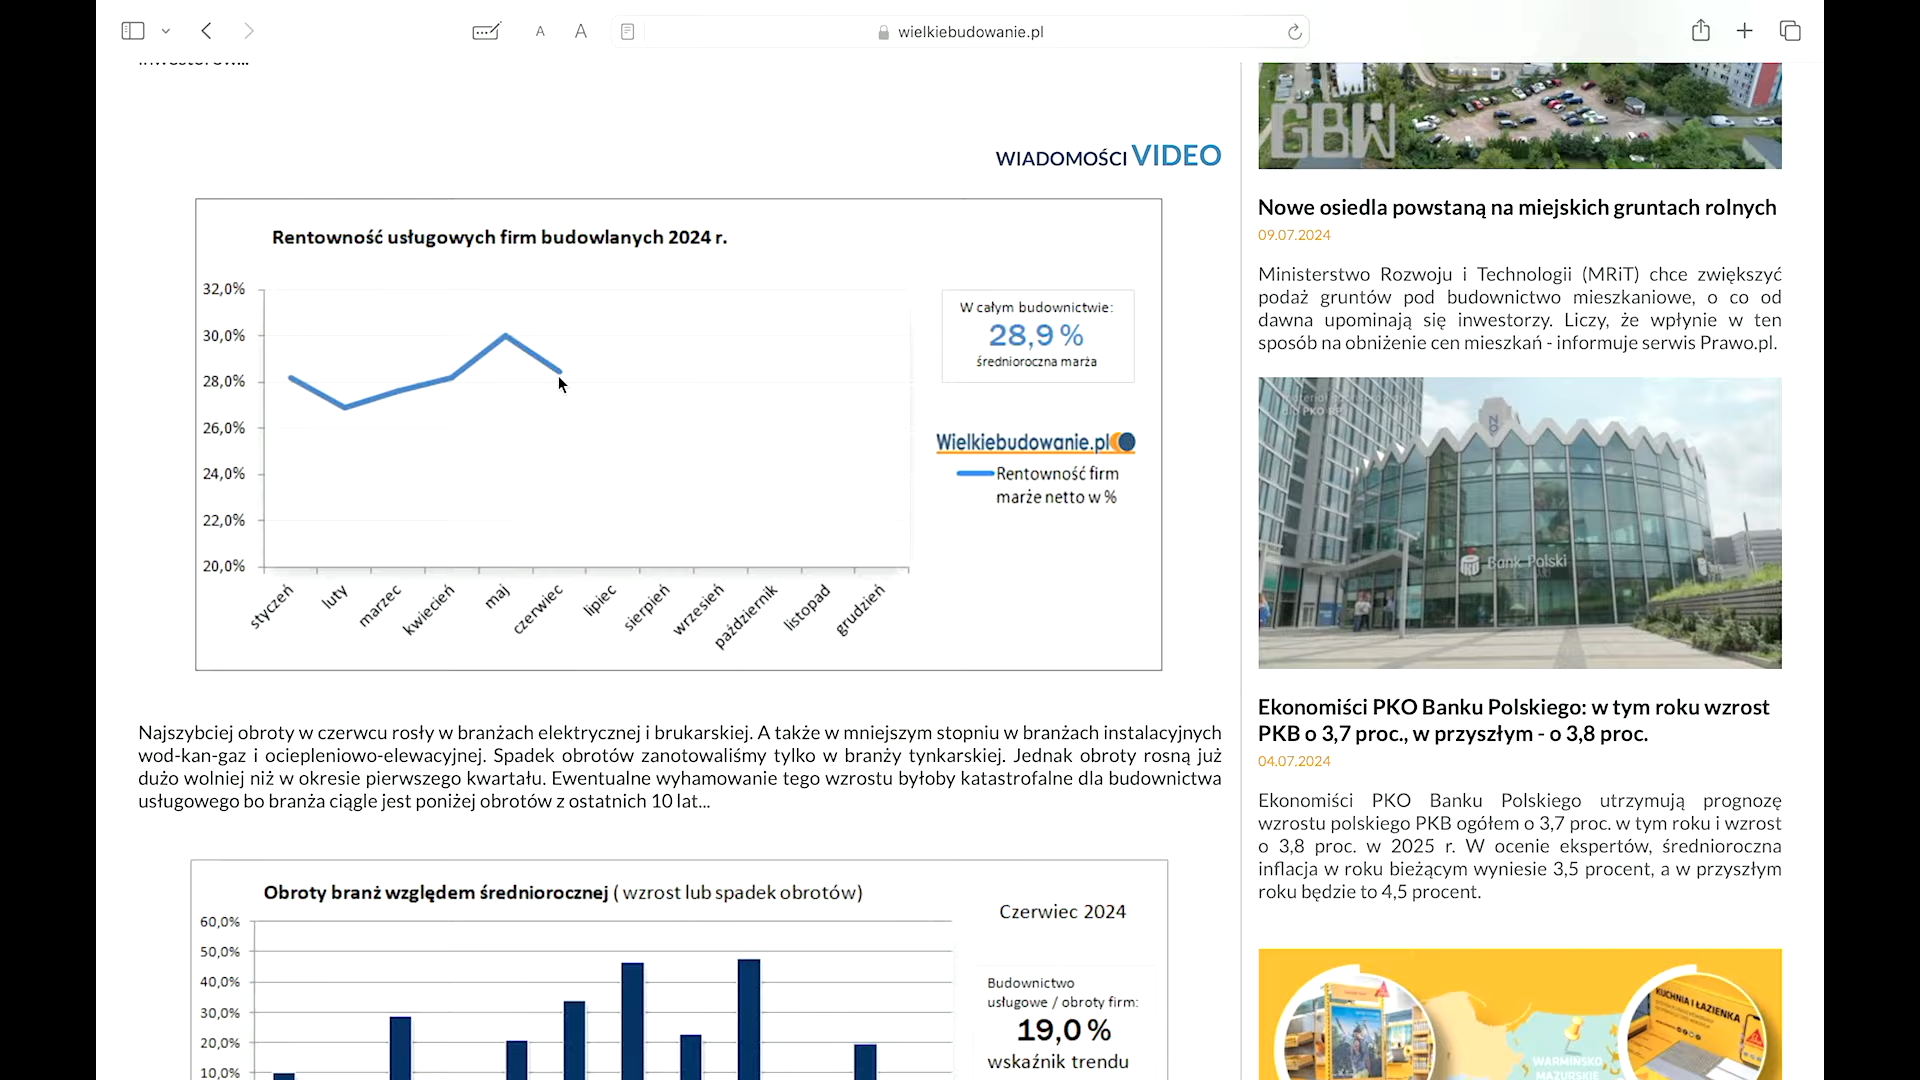 wielkiebudowanie.pl
WIADOMOŚCI VIDEO
Rentowność usługowych firm budowlanych 2024 r.
32,0%
30,0%
28,0%
26,0%
24,0%
22,0%
20,0%
styczeń
luty
marzec
kwiecień
maj
czerwiec
lipiec
sierpień
wrzesień
październik
listopad
grudzień
W całym budownictwie:
28,9 %
średnioroczna marża
Wielkiebudowanie.pl
Rentowność firm
marże netto w %
Najszybciej obroty w czerwcu rosły w branżach elektrycznej i brukarskiej. A także w mniejszym stopniu w branżach instalacyjnych
wod-kan-gaz i ociepleniowo-elewacyjnej. Spadek obrotów zanotowaliśmy tylko w branży tynkarskiej. Jednak obroty rosną już
dużo wolniej niż w okresie pierwszego kwartału. Ewentualne wyhamowanie tego wzrostu byłoby katastrofalne dla budownictwa
usługowego bo branża ciągle jest poniżej obrotów z ostatnich 10 lat...
Obroty branż względem średniorocznej ( wzrost lub spadek obrotów)
60,0%
50,0%
40,0%
30,0%
20,0%
10,0%
Czerwiec 2024
Budownictwo
usługowe / obroty firm:
19,0 %
wskaźnik trendu
GBW
Nowe osiedla powstaną na miejskich gruntach rolnych
09.07.2024
Ministerstwo Rozwoju i Technologii (MRiT) chce zwiększyć
podaż gruntów pod budownictwo mieszkaniowe, o co od
dawna upominają się inwestorzy. Liczy, że wpłynie w ten
sposób na obniżenie cen mieszkań - informuje serwis Prawo.pl.
Bank Polski
Ekonomiści PKO Banku Polskiego: w tym roku wzrost
PKB o 3,7 proc., w przyszłym - o 3,8 proc.
04.07.2024
Ekonomiści PKO Banku Polskiego utrzymują prognozę
wzrostu polskiego PKB ogółem o 3,7 proc. w tym roku i wzrost
o 3,8 proc. w 2025 r. W ocenie ekspertów, średnioroczna
inflacja w roku bieżącym wyniesie 3,5 procent, a w przyszłym
roku będzie to 4,5 procent.
KUCHNIA I ŁAZIENKA
WARMIŃSKO
MAZURSKIE